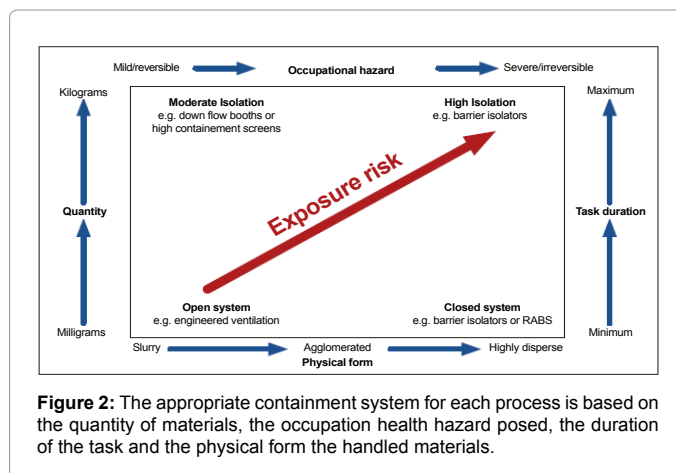 Mild/reversible
Occupational hazard
Severe/irreversible
Kilograms
Maximum
Moderate Isolation
e.g. down flow booths or
high containement screens
High Isolation
e.g. barrier isolators
Exposure risk
Quantity
Task duration
Open system
e.g. engineered ventilation
Closed system
e.g. barrier isolators or RABS
Milligrams
Minimum
Slurry
Agglomerated
Highly disperse
Physical form
Figure 2: The appropriate containment system for each process is based on
the quantity of materials, the occupation health hazard posed, the duration
of the task and the physical form the handled materials.